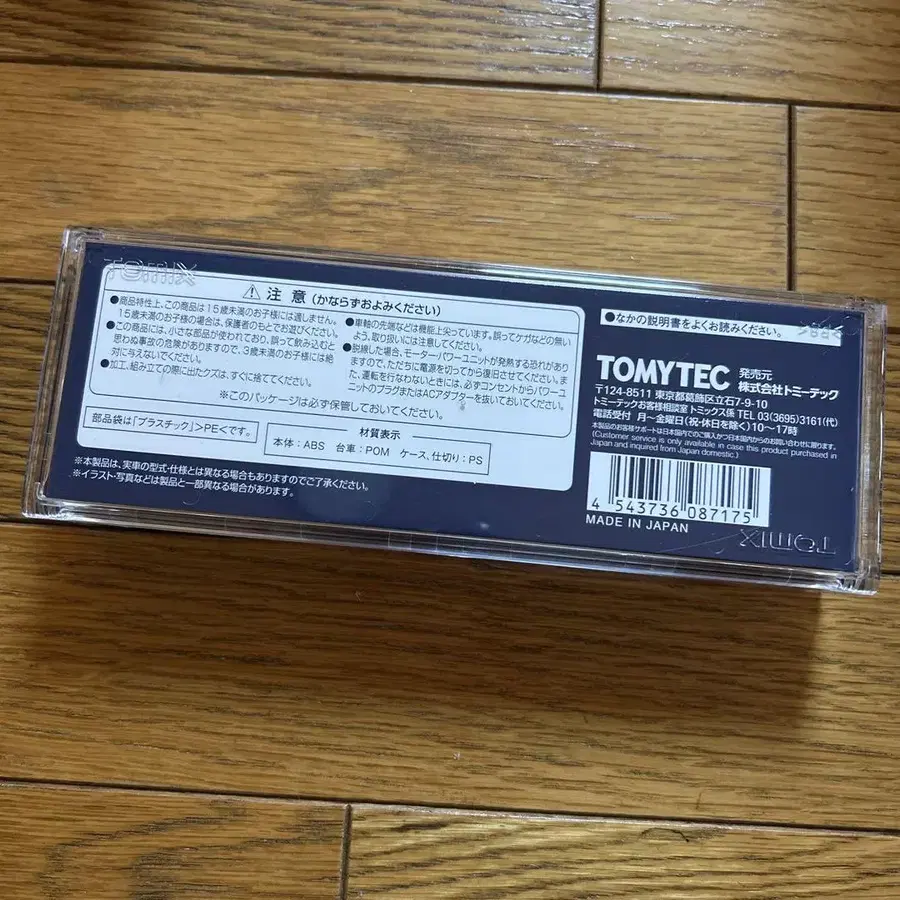 TOMIX
⚠ 注意 (かならずおよみください)
●商品特性上、この商品は15歳未満のお子様には適しません。
15歳未満のお子様の場合は、保護者のもとでお遊びください。
●この商品には、小さな部品が使われており、誤って飲み込むと
思わぬ事故の危険がありますので、3歳未満のお子様には絶
対に与えないでください。
●加工、組み立ての際に出たクズは、すぐに捨ててください。
●車軸の先端などは機能上尖っています。誤ってケガなどの無い
よう、取り扱いには注意してください。
●脱線した場合、モーターパワーユニットが発熱する恐れがあり
ますので、ただちに電源を切ってから復旧させてください。ま
た、運転を行なわないときには、必ずコンセントからパワーユ
ニットのプラグまたはACアダプターを抜いておいてください。
※このパッケージは必ず保管しておいてください。
部品袋は「プラスチック」>PE<です。
材質表示
本体:ABS 台車:POM ケース、仕切り:PS
※本製品は、実車の型式・仕様とは異なる場合もありますのでご了承ください。
※イラスト・写真などは製品と一部異なる場合があります。
●なかの説明書をよくお読みください。
>PS<
TOMYTEC 発売元 株式会社トミーテック
〒124-8511 東京都葛飾区立石7-9-10
トミーテックお客様相談室 トミックス係 TEL 03(3695)3161(代)
電話受付 月〜金曜日(祝・休日を除く)10〜17時
本製品のお客様サポートは日本国内でのご購入かつ日本国内からのお問い合わせに限ります。
(Customer service is only available in case this product purchased in
Japan and inquired from Japan domestic.)
4 543736 087175
MADE IN JAPAN
TOMIX